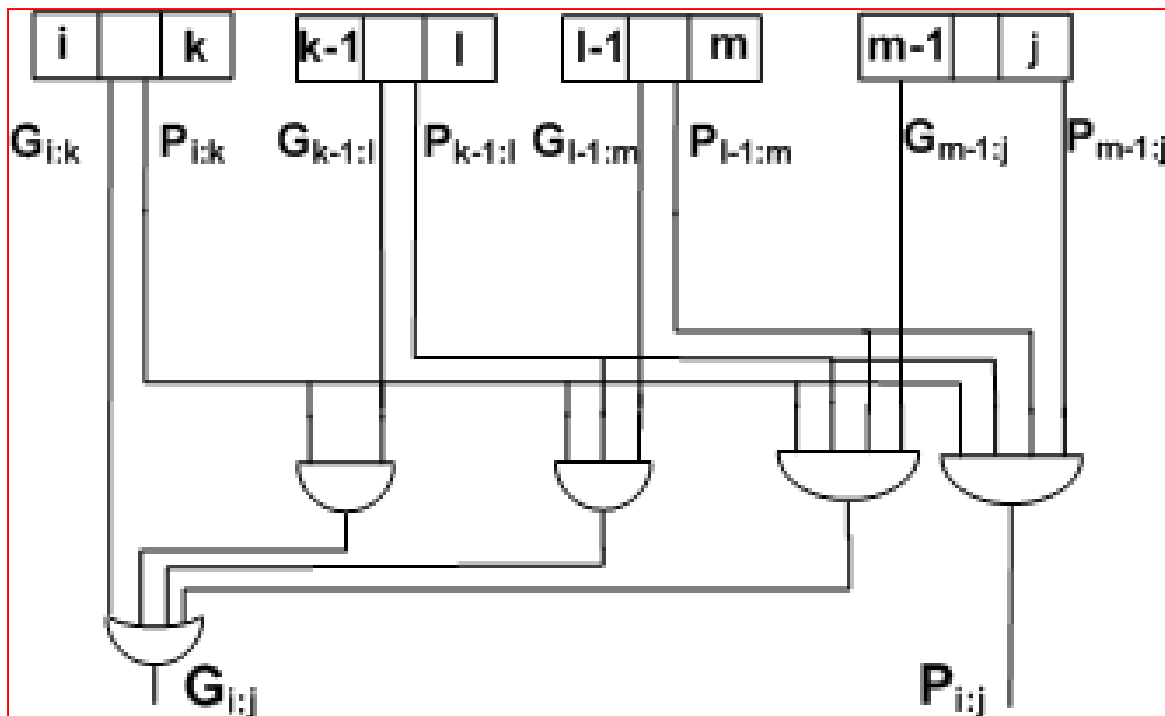 i k k-1 l l-1 m m-1 j
Gi:k Pi:k Gk-1:l Pk-1:l Gl-1:m Pl-1:m Gm-1:j Pm-1:j
Gi:j Pi:j